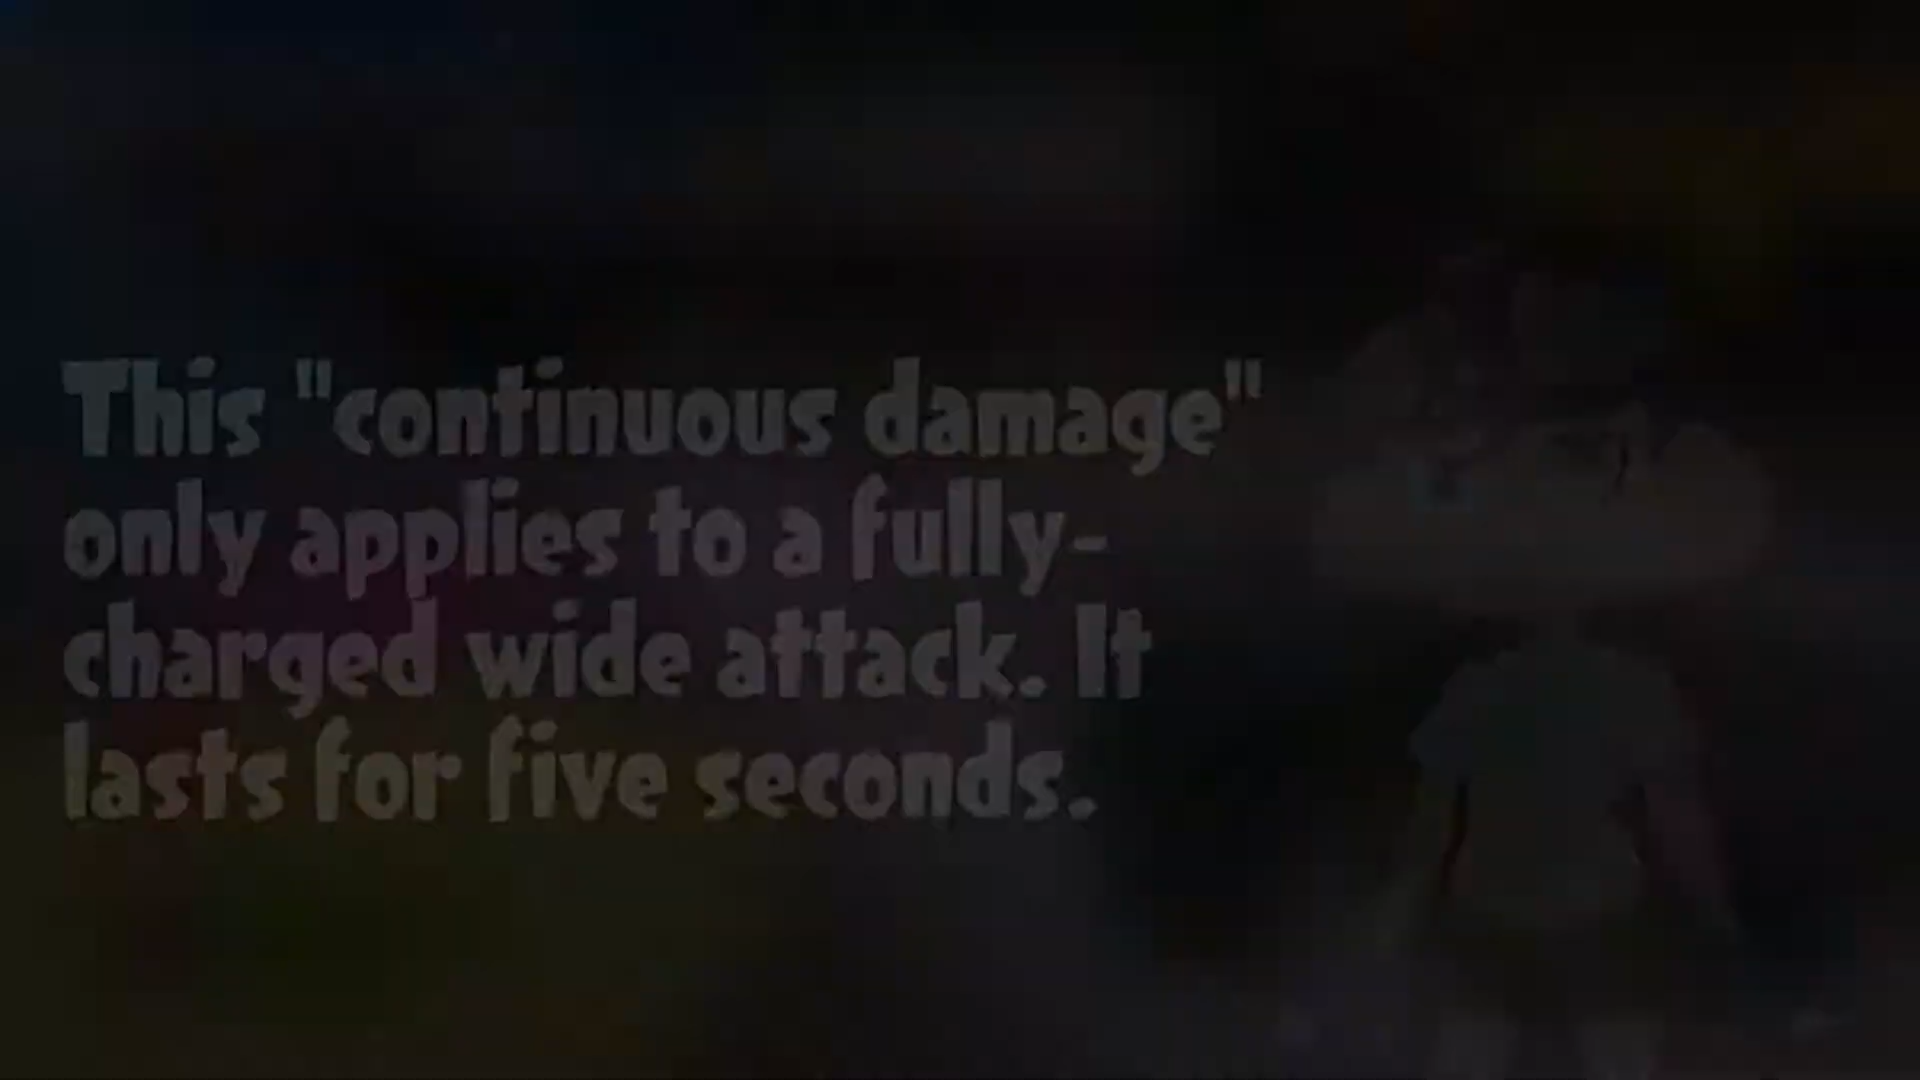 This "continuous damage"
only applies to a fully-
charged wide attack. It
lasts for five seconds.